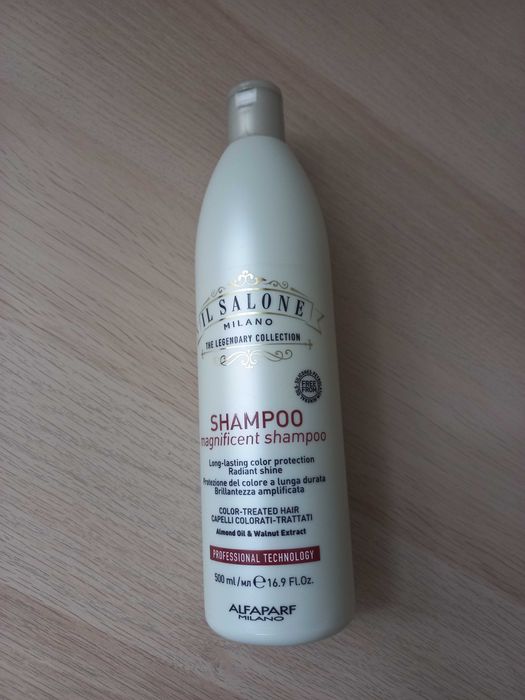 IL SALONE
MILANO
THE LEGENDARY COLLECTION
FREE
FROM
SHAMPOO
magnificent shampoo
Long-lasting color protection
Radiant shine
Protezione del colore a lunga durata
Brillantezza amplificata
COLOR-TREATED HAIR
CAPELLI COLORATI-TRATTATI
Almond Oil & Walnut Extract
PROFESSIONAL TECHNOLOGY
500 ml/мл ℮ 16.9 Fl.Oz.
ALFAPARF
MILANO